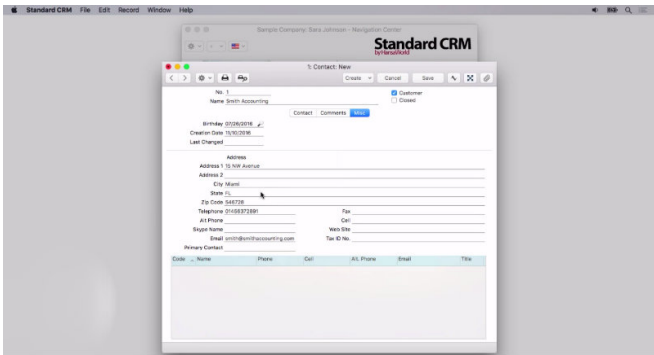 Standard CRM File Edit Record Window Help
Sample Company: Sara Johnson - Navigation Center
Standard CRM
by HansaWorld
1: Contact: New
Create Cancel Save
No. 1
Customer
Name Smith Accounting
Closed
Contact Comments Misc
Birthday 07/26/2016
Creation Date 11/10/2016
Last Changed
Address
Address 1 15 NW Avenue
Address 2
City Miami
State FL
Zip Code 546728
Telephone 01458372891 Fax
Alt Phone Cell
Skype Name Web Site
Email smith@smithaccounting.com Tax ID No.
Primary Contact
Code Name Phone Cell Alt. Phone Email Title